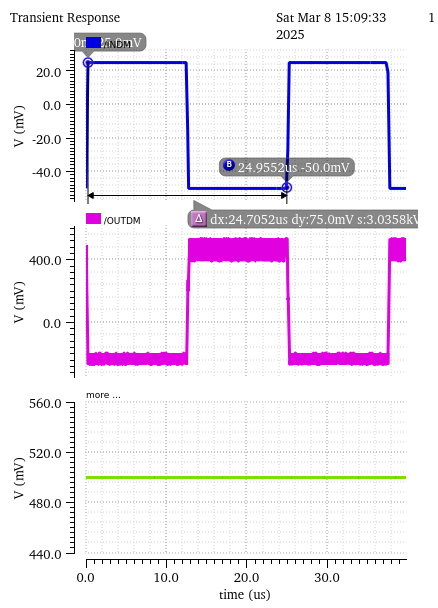 Transient Response
Sat Mar 8 15:09:33 2025
1
/INDM
V (mV)
20.0
0.0
-20.0
-40.0
B 24.9552us -50.0mV
Δ dx:24.7052us dy:75.0mV s:3.0358kV
/OUTDM
V (mV)
400.0
0.0
more ...
V (mV)
560.0
520.0
480.0
440.0
0.0 10.0 20.0 30.0
time (us)